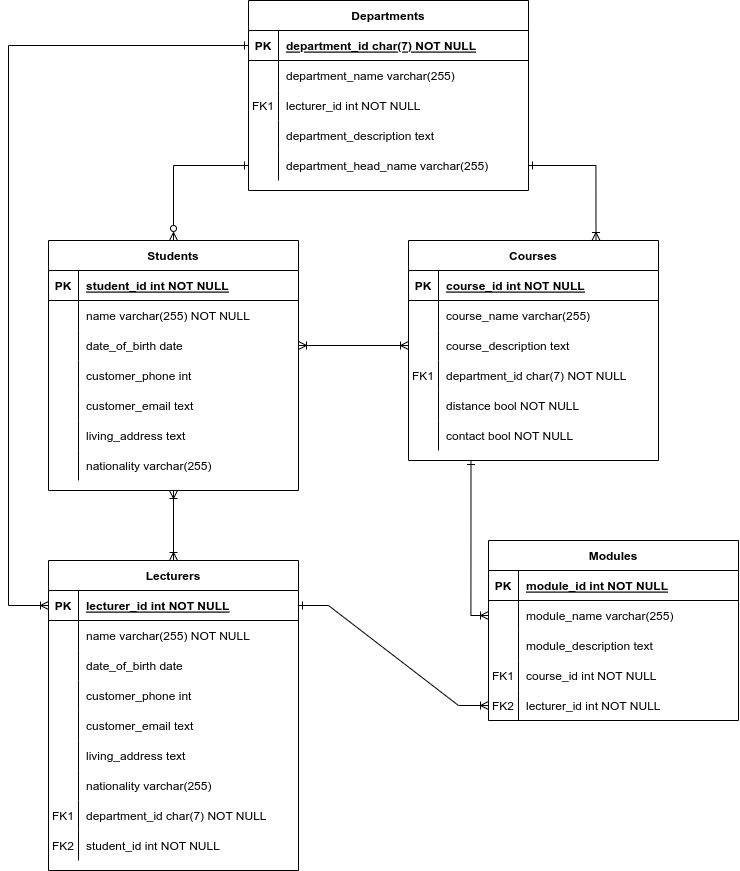 Departments
PK department_id char(7) NOT NULL
department_name varchar(255)
FK1 lecturer_id int NOT NULL
department_description text
department_head_name varchar(255)
Students
PK student_id int NOT NULL
name varchar(255) NOT NULL
date_of_birth date
customer_phone int
customer_email text
living_address text
nationality varchar(255)
Courses
PK course_id int NOT NULL
course_name varchar(255)
course_description text
FK1 department_id char(7) NOT NULL
distance bool NOT NULL
contact bool NOT NULL
Lecturers
PK lecturer_id int NOT NULL
name varchar(255) NOT NULL
date_of_birth date
customer_phone int
customer_email text
living_address text
nationality varchar(255)
FK1 department_id char(7) NOT NULL
FK2 student_id int NOT NULL
Modules
PK module_id int NOT NULL
module_name varchar(255)
module_description text
FK1 course_id int NOT NULL
FK2 lecturer_id int NOT NULL